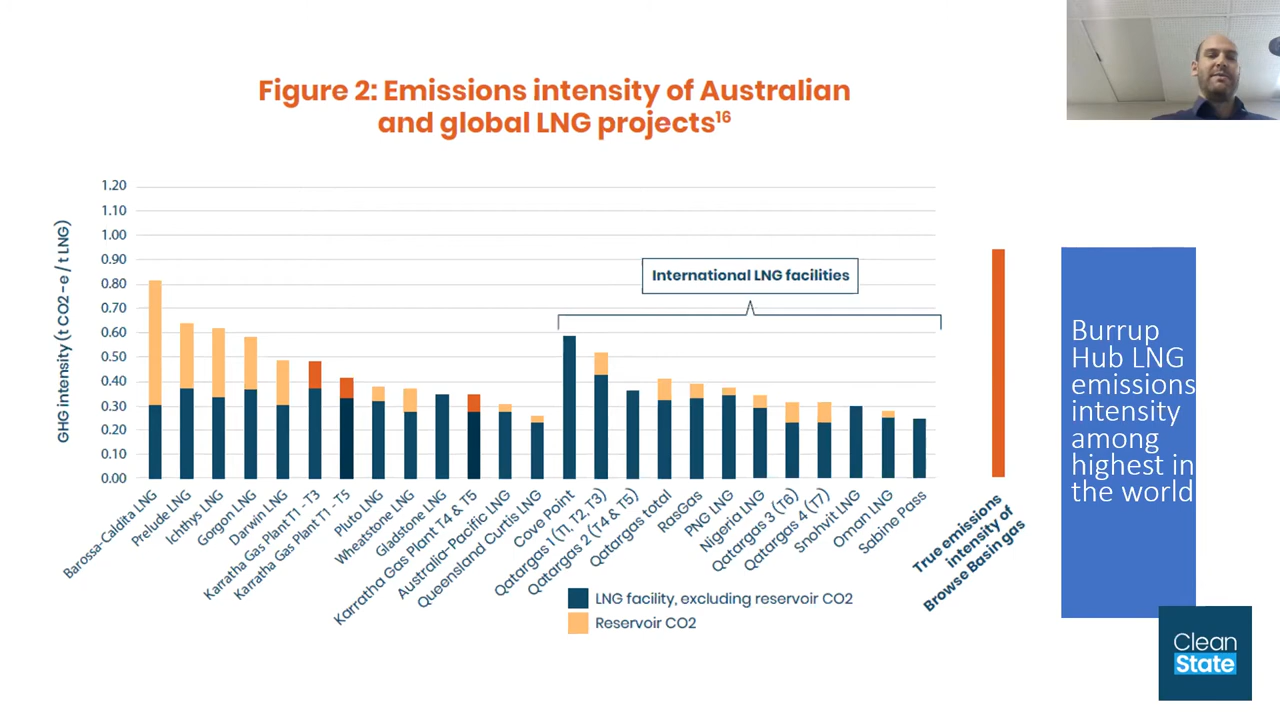 Figure 2: Emissions intensity of Australian
and global LNG projects16
GHG intensity (t CO2-e / t LNG)
1.20
1.10
1.00
0.90
0.80
0.70
0.60
0.50
0.40
0.30
0.20
0.10
0.00
International LNG facilities
Barossa-Caldita LNG
Prelude LNG
Ichthys LNG
Gorgon LNG
Darwin LNG
Karratha Gas Plant T1 - T3
Karratha Gas Plant T1 - T5
Pluto LNG
Wheatstone LNG
Gladstone LNG
Karratha Gas Plant T4 & T5
Australia-Pacific LNG
Queensland Curtis LNG
Cove Point
Qatargas 1 (T1, T2, T3)
Qatargas 2 (T4 & T5)
Qatargas total
RasGas
PNG LNG
Nigeria LNG
Qatargas 3 (T6)
Qatargas 4 (T7)
Snohvit LNG
Oman LNG
Sabine Pass
True emissions
intensity of
Browse Basin gas
LNG facility, excluding reservoir CO2
Reservoir CO2
Burrup
Hub LNG
emissions
intensity
among
highest in
the world
Clean
State